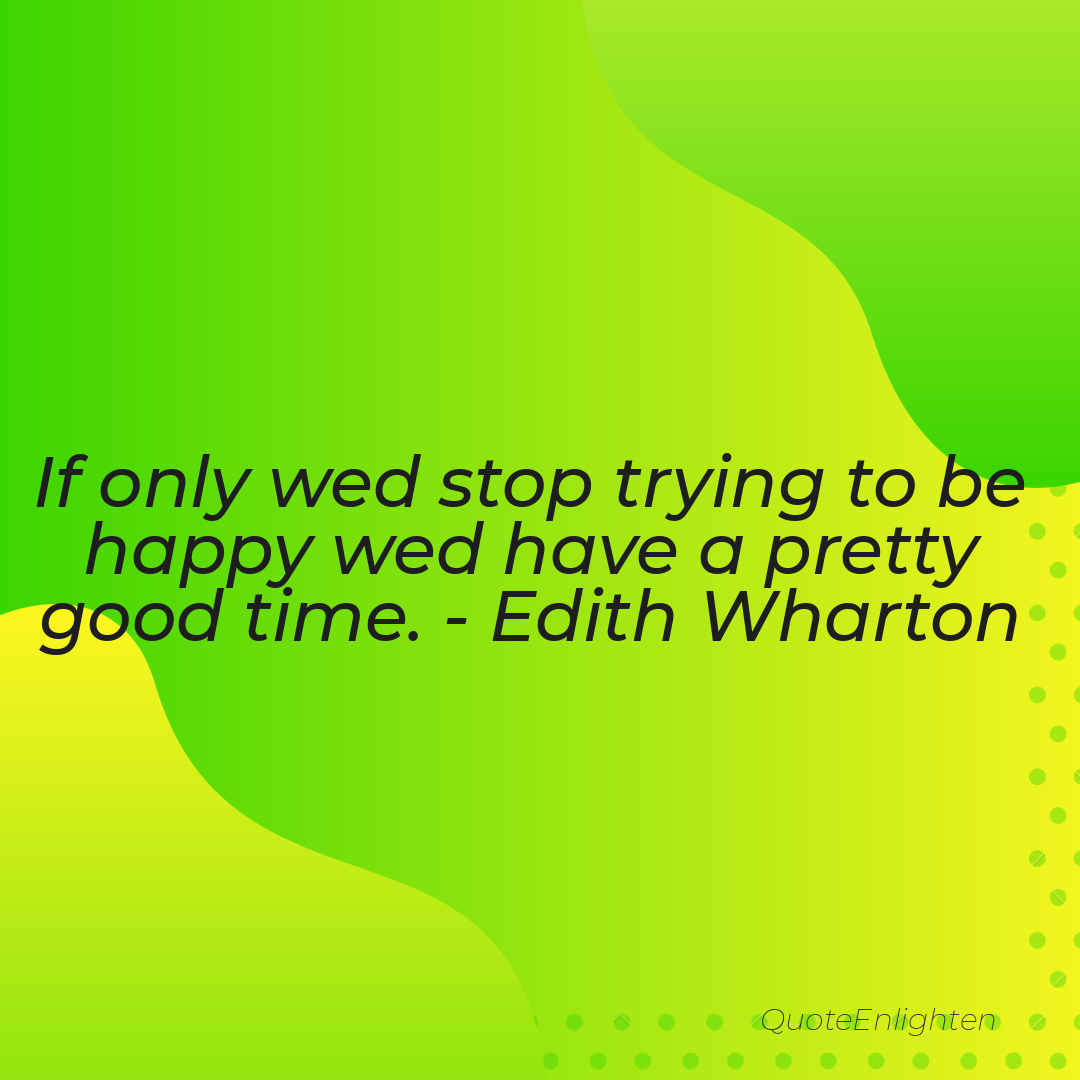 If only wed stop trying to be
happy wed have a pretty
good time. - Edith Wharton
QuoteEnlighten